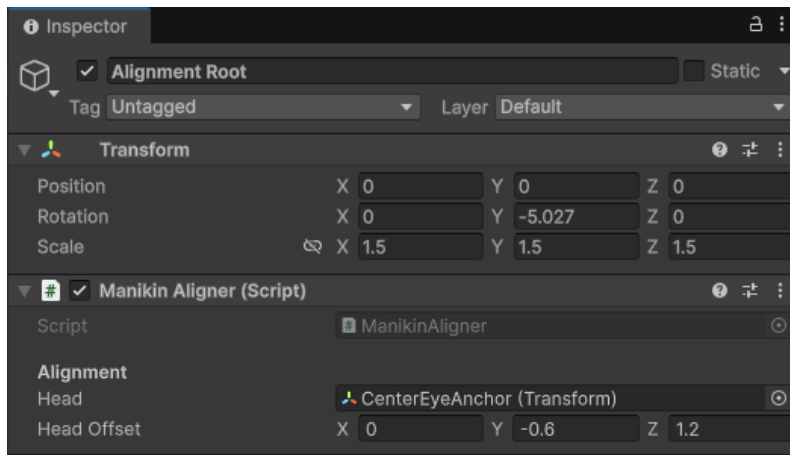 Inspector
Alignment Root Static
Tag Untagged Layer Default
Transform
Position X 0 Y 0 Z 0
Rotation X 0 Y -5.027 Z 0
Scale X 1.5 Y 1.5 Z 1.5
# Manikin Aligner (Script)
Script # ManikinAligner
Alignment
Head CenterEyeAnchor (Transform)
Head Offset X 0 Y -0.6 Z 1.2